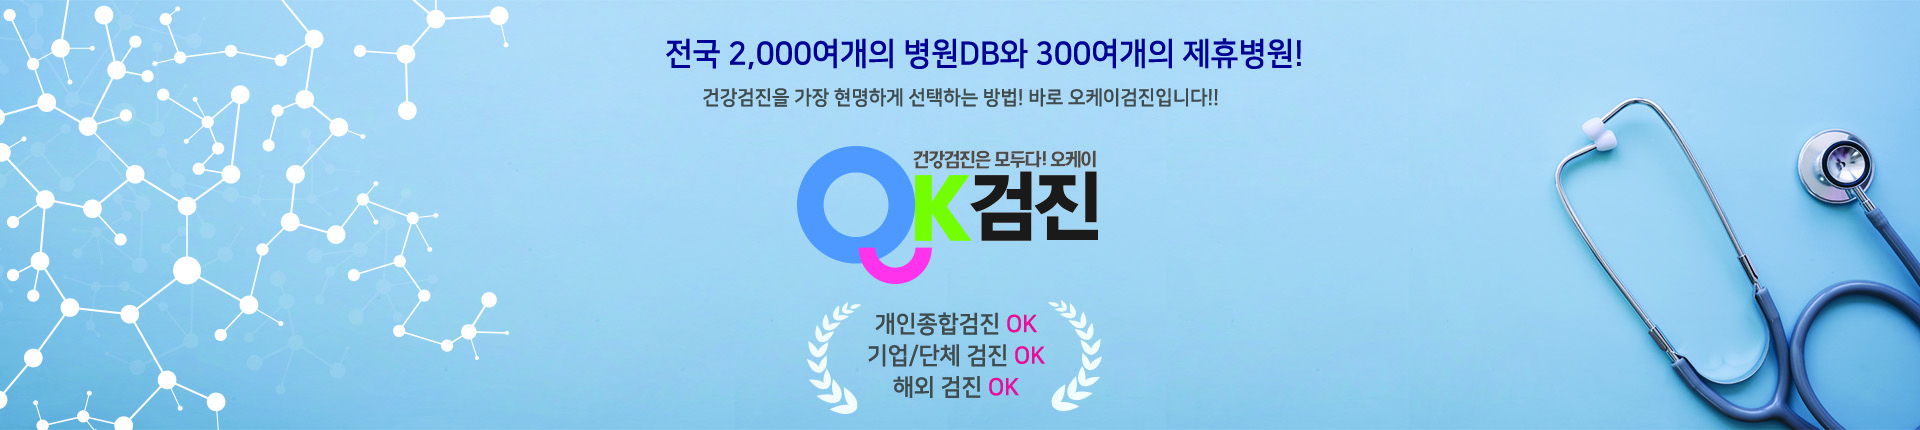 전국 2,000여개의 병원DB와 300여개의 제휴병원!
건강검진을 가장 현명하게 선택하는 방법! 바로 오케이검진입니다!!
건강검진은 모두다! 오케이
OK검진
개인종합검진 OK
기업/단체 검진 OK
해외 검진 OK